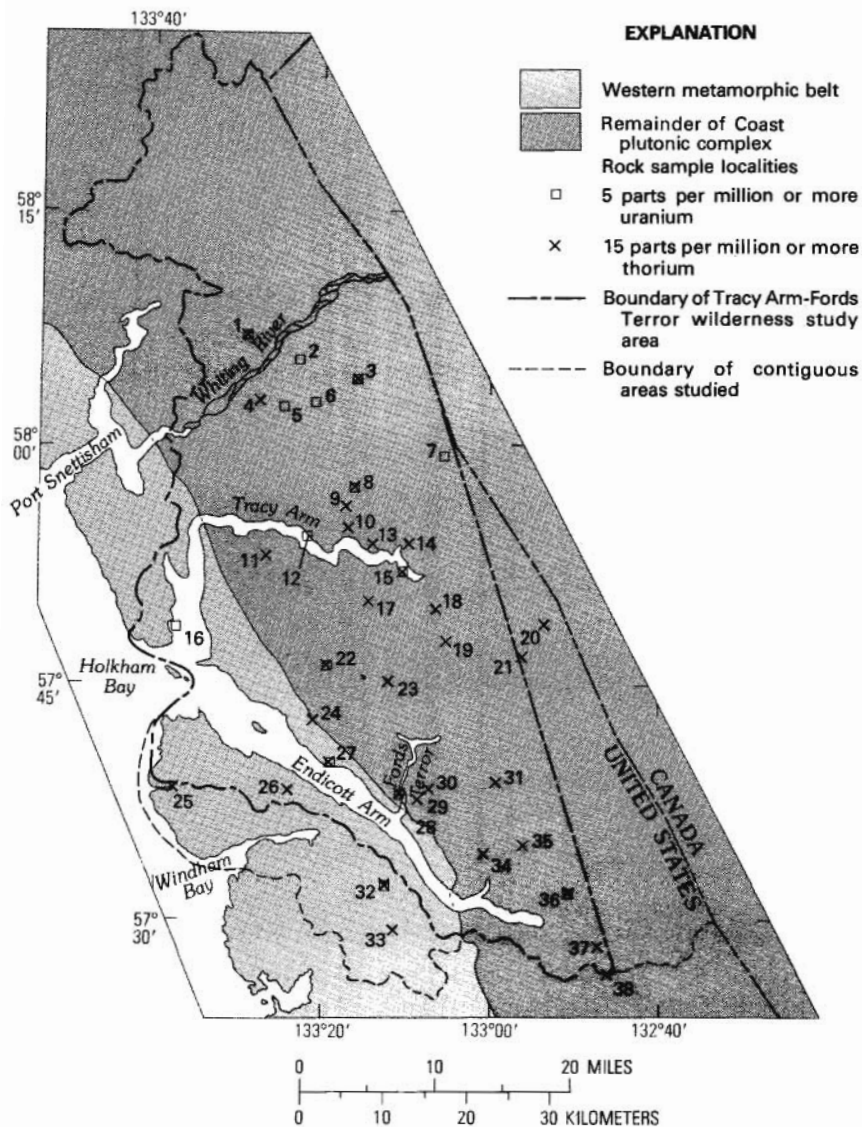 133°40'
EXPLANATION
Western metamorphic belt
Remainder of Coast
plutonic complex
Rock sample localities
5 parts per million or more
uranium
15 parts per million or more
thorium
Boundary of Tracy Arm-Fords
Terror wilderness study
area
Boundary of contiguous
areas studied
58°
15'
1
Whiting
River
2
3
4
5
6
58°
00'
7
Port Snettisham
8
9
Tracy Arm
10
13
14
11
12
15
17
18
16
19
20
21
Holkham
Bay
22
57°
45'
23
24
27
Fords
Terror
CANADA
UNITED STATES
Endicott Arm
25
26
30
31
29
28
35
34
Windham
Bay
32
36
57°
30'
33
37
38
133°20'
133°00'
132°40'
0 10 20 MILES
0 10 20 30 KILOMETERS